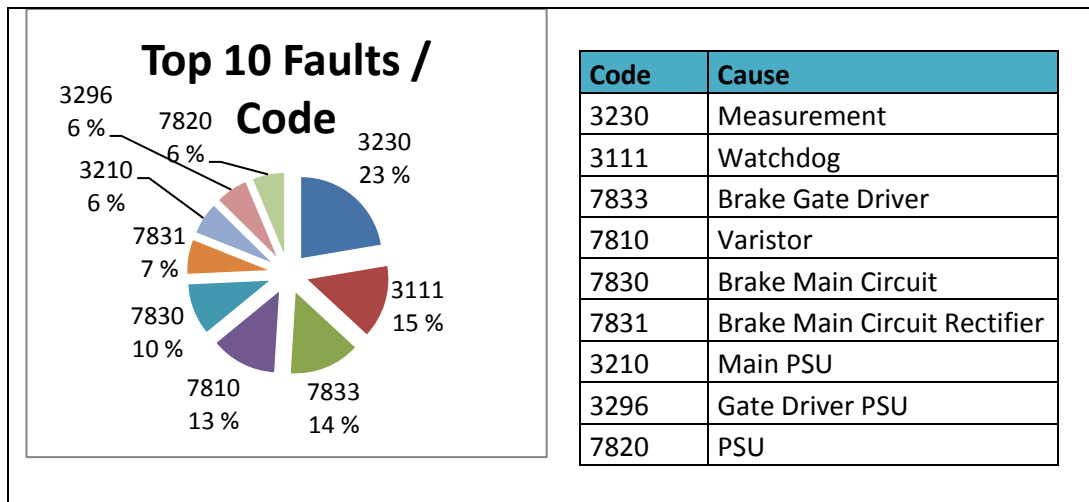 Top 10 Faults /
Code
3230
23 %
3111
15 %
7833
14 %
7810
13 %
7830
10 %
7831
7 %
3210
6 %
3296
6 %
7820
6 %
Code Cause
3230 Measurement
3111 Watchdog
7833 Brake Gate Driver
7810 Varistor
7830 Brake Main Circuit
7831 Brake Main Circuit Rectifier
3210 Main PSU
3296 Gate Driver PSU
7820 PSU